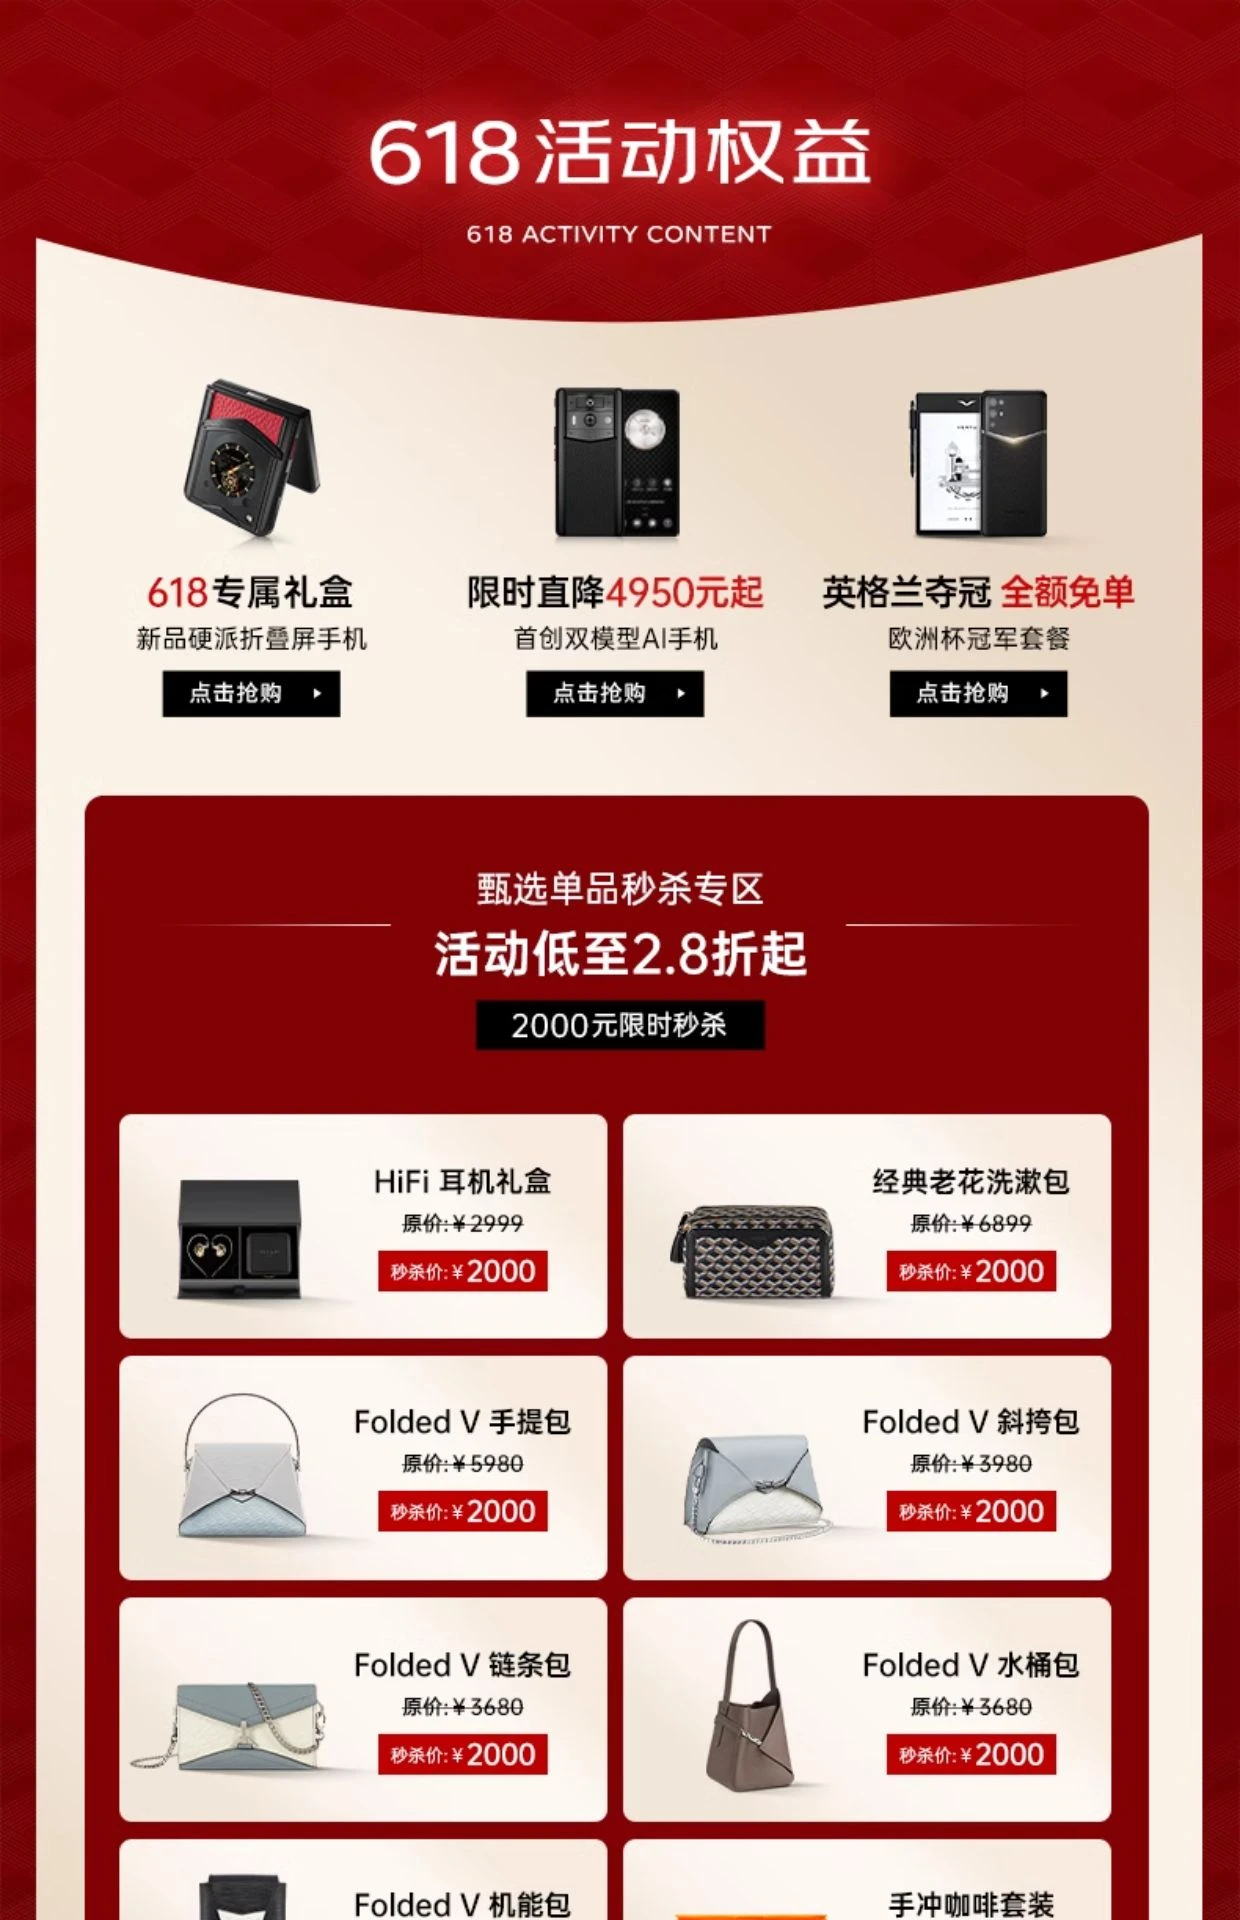 618活动权益
618 ACTIVITY CONTENT
618专属礼盒
新品硬派折叠屏手机
点击抢购
限时直降4950元起
首创双模型AI手机
点击抢购
英格兰夺冠 全额免单
欧洲杯冠军套餐
点击抢购
甄选单品秒杀专区
活动低至2.8折起
2000元限时秒杀
HiFi 耳机礼盒
原价:￥2999
秒杀价:￥2000
经典老花洗漱包
原价:￥6899
秒杀价:￥2000
Folded V 手提包
原价:￥5980
秒杀价:￥2000
Folded V 斜挎包
原价:￥3980
秒杀价:￥2000
Folded V 链条包
原价:￥3680
秒杀价:￥2000
Folded V 水桶包
原价:￥3680
秒杀价:￥2000
Folded V 机能包
手冲咖啡套装